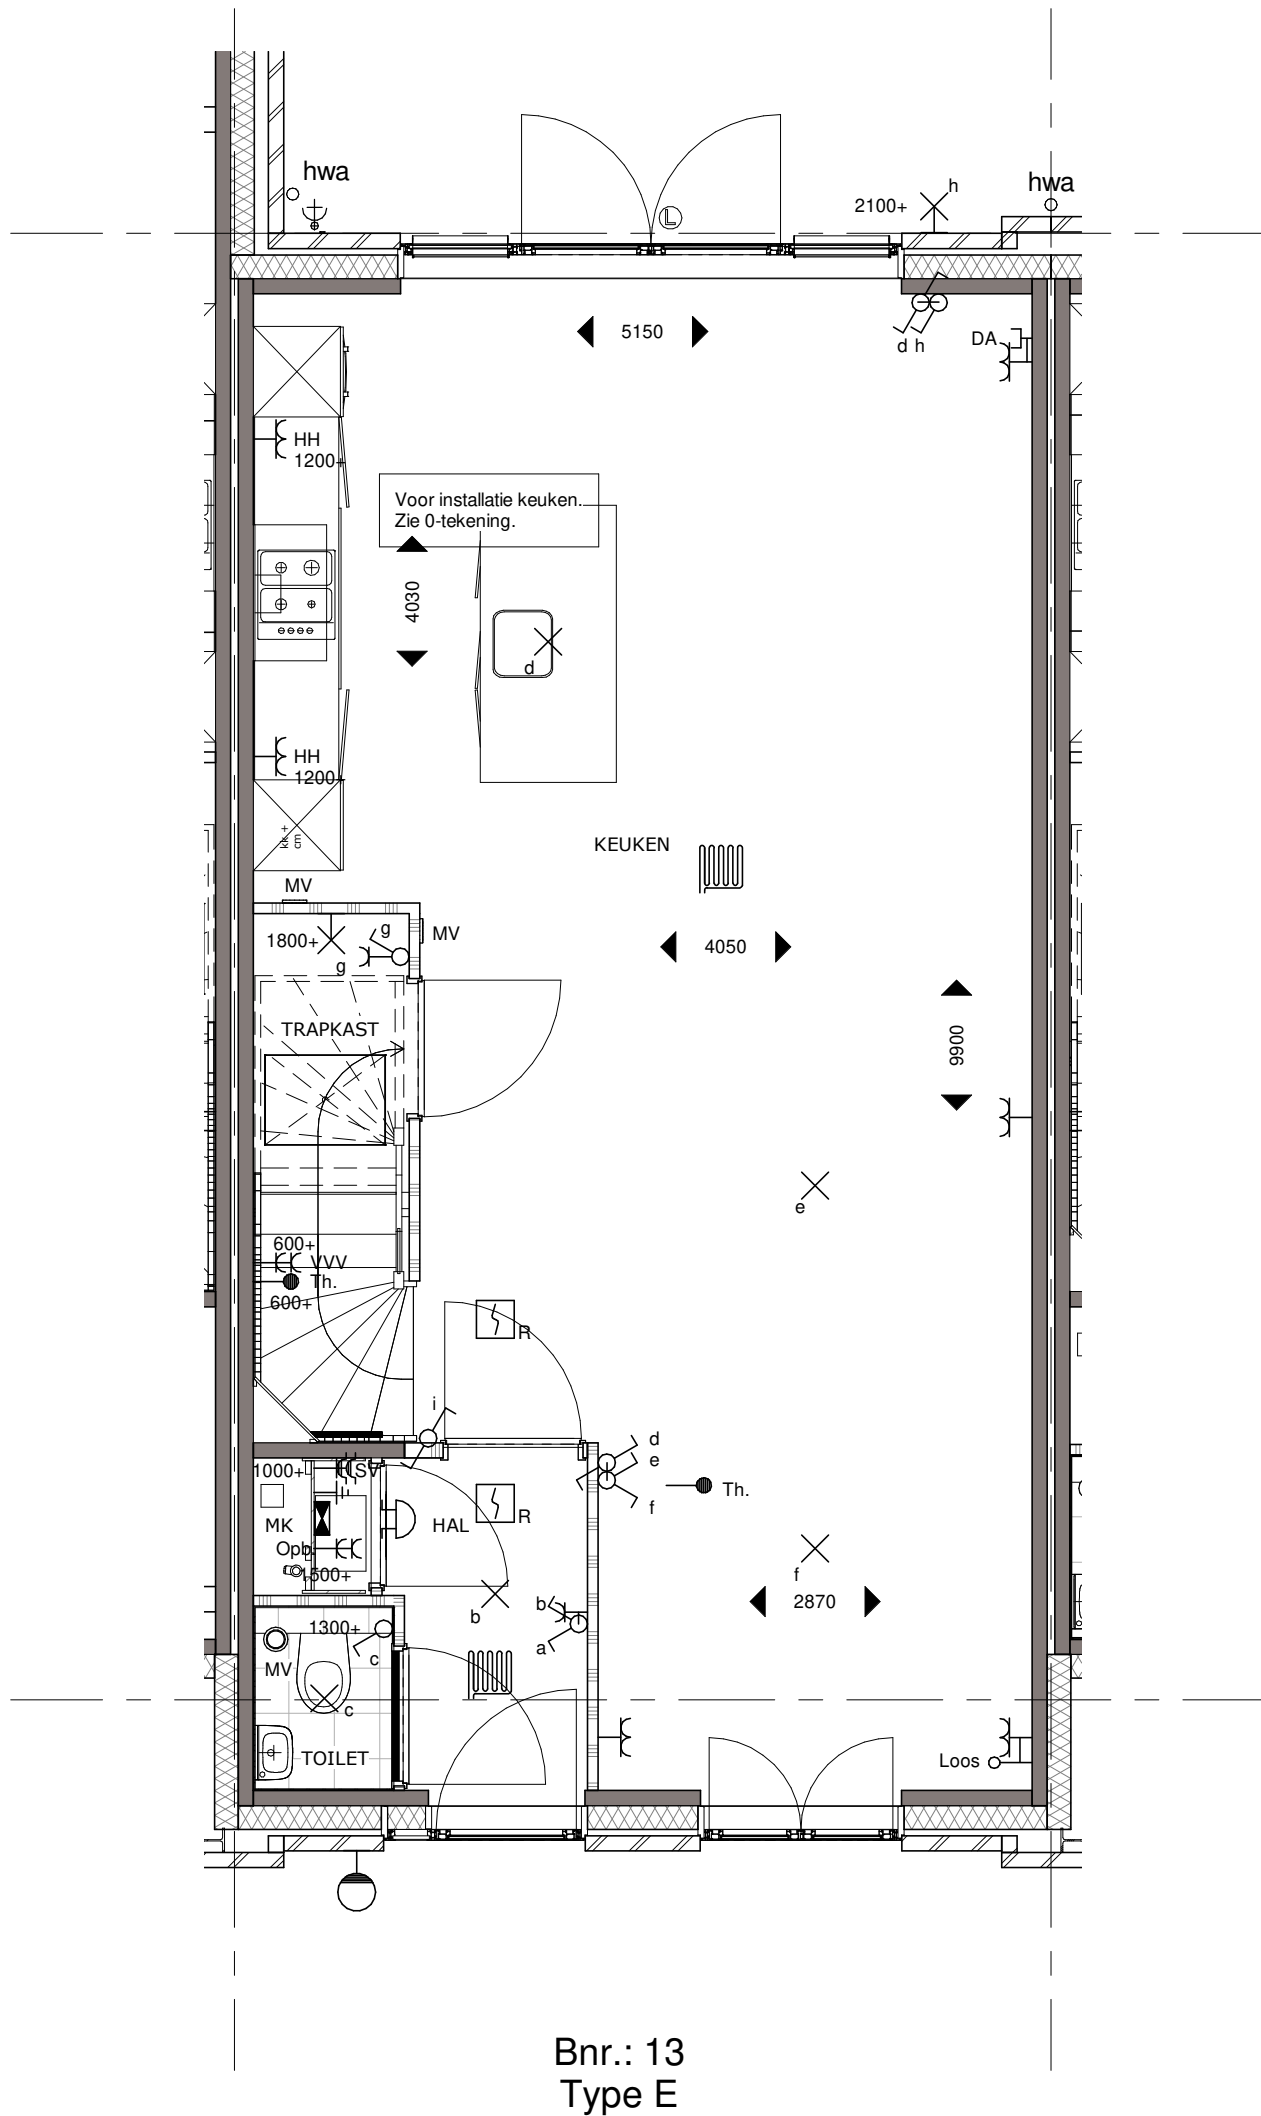 hwa
hwa
h
2100+
L
5150
d h
DA
HH
1200+
Voor installatie keuken.
Zie 0-tekening.
4030
d
HH
1200+
kk +
cm
KEUKEN
MV
g
MV
1800+
g
4050
TRAPKAST
9900
e
600+
VVV
Th.
600+
R
i
d
e
f
1000+
SV
Th.
R
MK
HAL
Opb.
1500+
f
2870
b
b
a
1300+
c
MV
c
TOILET
Loos
Bnr.: 13
Type E